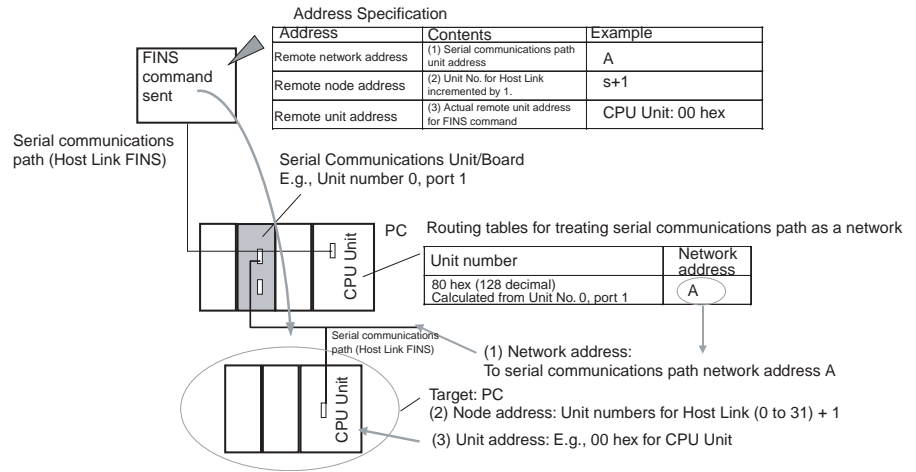 Address Specification
Address Contents Example
Remote network address (1) Serial communications path unit address A
Remote node address (2) Unit No. for Host Link incremented by 1. s+1
Remote unit address (3) Actual remote unit address for FINS command CPU Unit: 00 hex
FINS
command
sent
Serial communications
path (Host Link FINS)
Serial Communications Unit/Board
E.g., Unit number 0, port 1
PC
CPU Unit
Routing tables for treating serial communications path as a network
Unit number Network address
80 hex (128 decimal)
Calculated from Unit No. 0, port 1 A
Serial communications
path (Host Link FINS)
(1) Network address:
To serial communications path network address A
CPU Unit
Target: PC
(2) Node address: Unit numbers for Host Link (0 to 31) + 1
(3) Unit address: E.g., 00 hex for CPU Unit